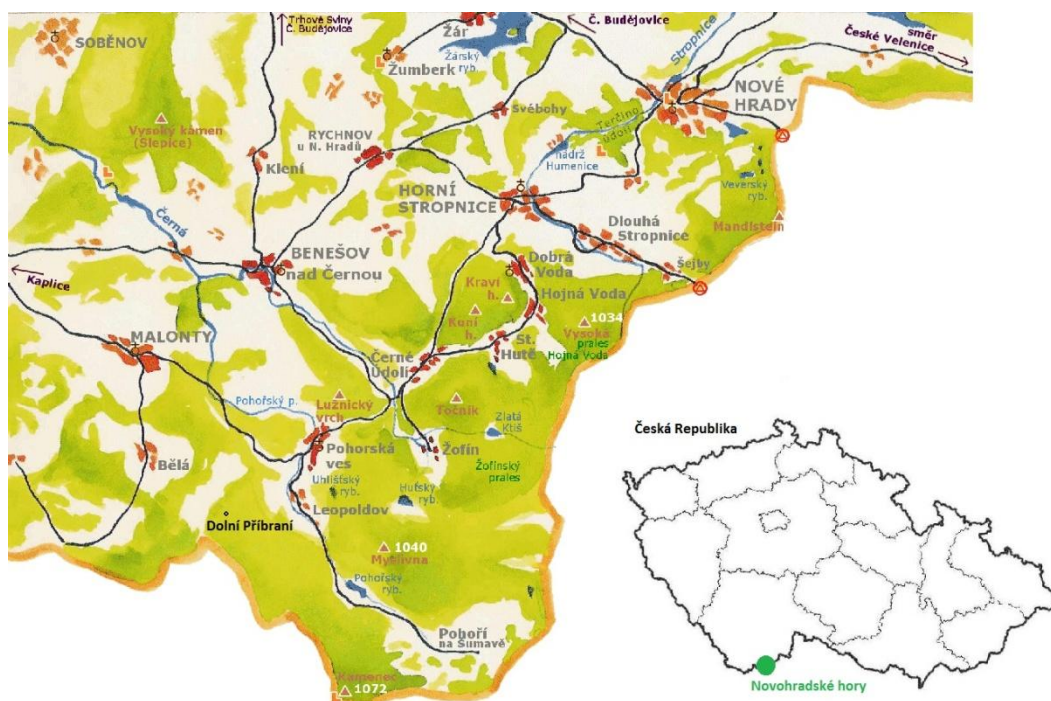 SOBĚNOV
Trhové Sviny
Č. Budějovice
Žár
Žárský
ryb.
Žumberk
Č. Budějovice
Stropnice
směr
České Velenice
NOVÉ
HRADY
Vysoký kámen
(Slepice)
RYCHNOV
u N. Hradů
Svébohy
Terčino
údolí
nádrž
Humenice
Klení
HORNÍ
STROPNICE
Veverský
ryb.
Mandlstein
Dlouhá
Stropnice
Šejby
Černá
BENEŠOV
nad Černou
Dobrá
Voda
Hojná Voda
Kraví
h.
Kuní
h.
1034
Vysoká
prales
Hojná Voda
St.
Hutě
Kaplice
MALONTY
Černé
Údolí
Pohořský p.
Lužnický
vrch
Točník
Zlatá
Ktiš
Pohorská
ves
Žofín
Žofínský
prales
Bělá
Uhlišťský
ryb.
Huťský
ryb.
Leopoldov
Dolní Příbraní
1040
Myslivna
Pohořský
ryb.
Pohoří
na Šumavě
Kamenec
1072
Česká Republika
Novohradské hory